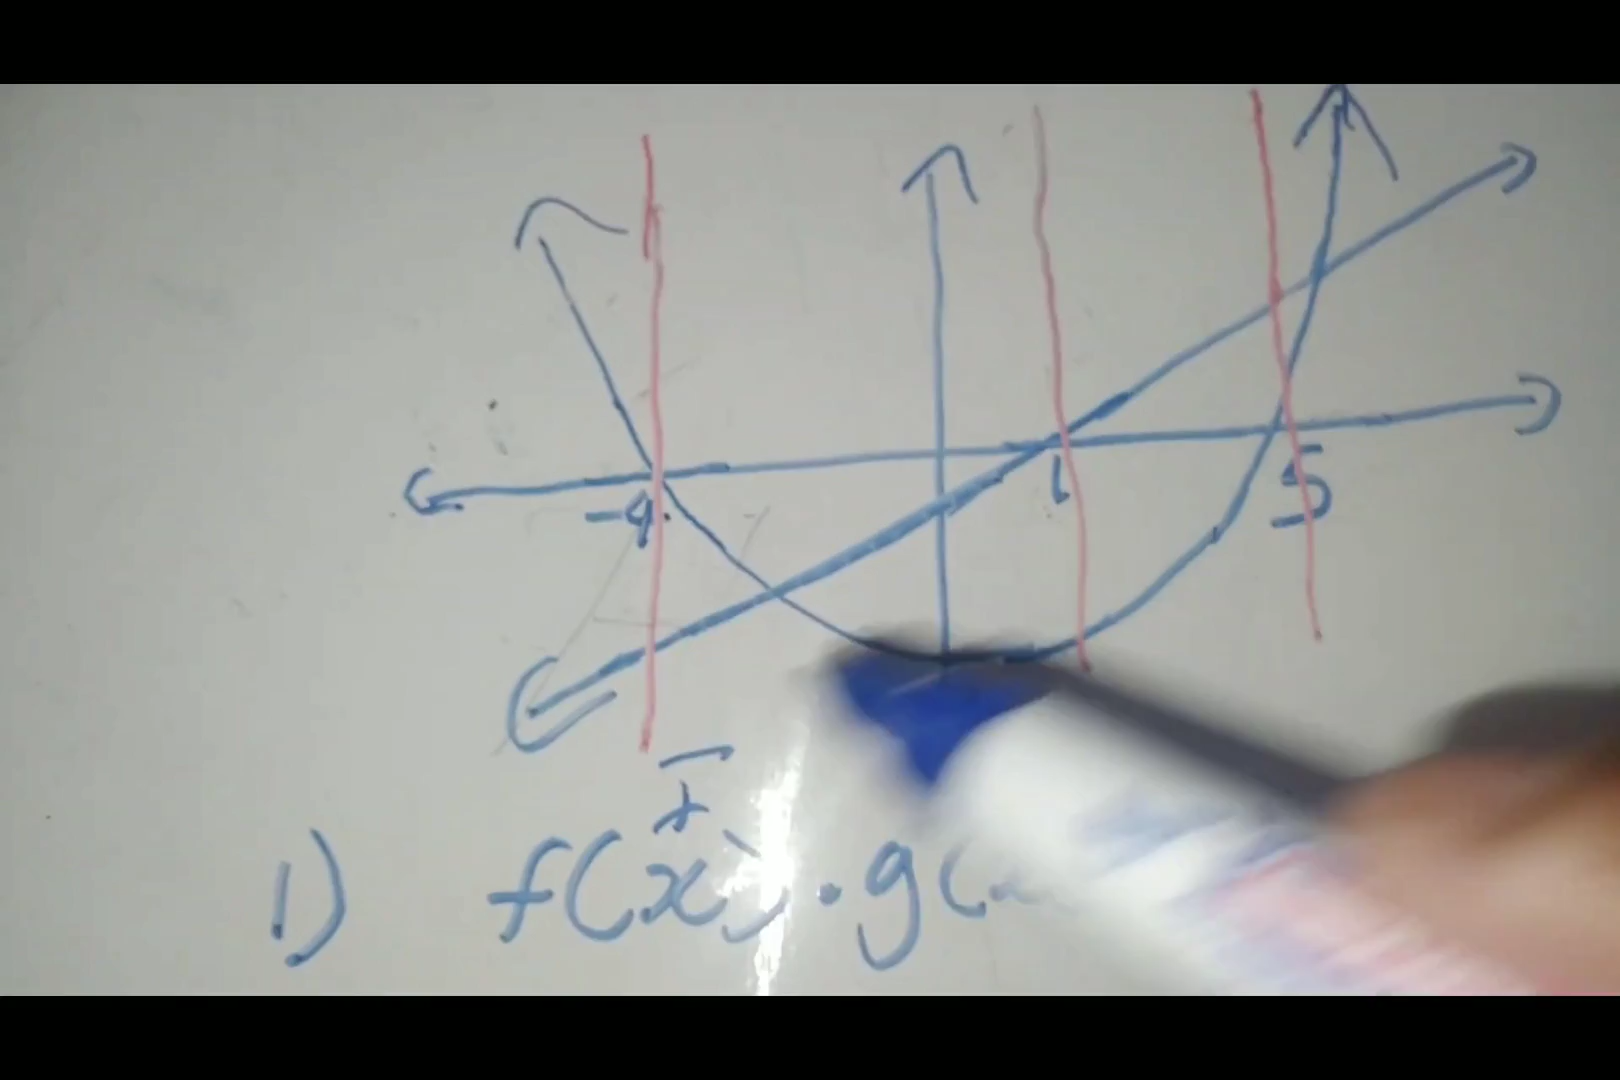 -4 1 5
- +
1) f(x) . g(